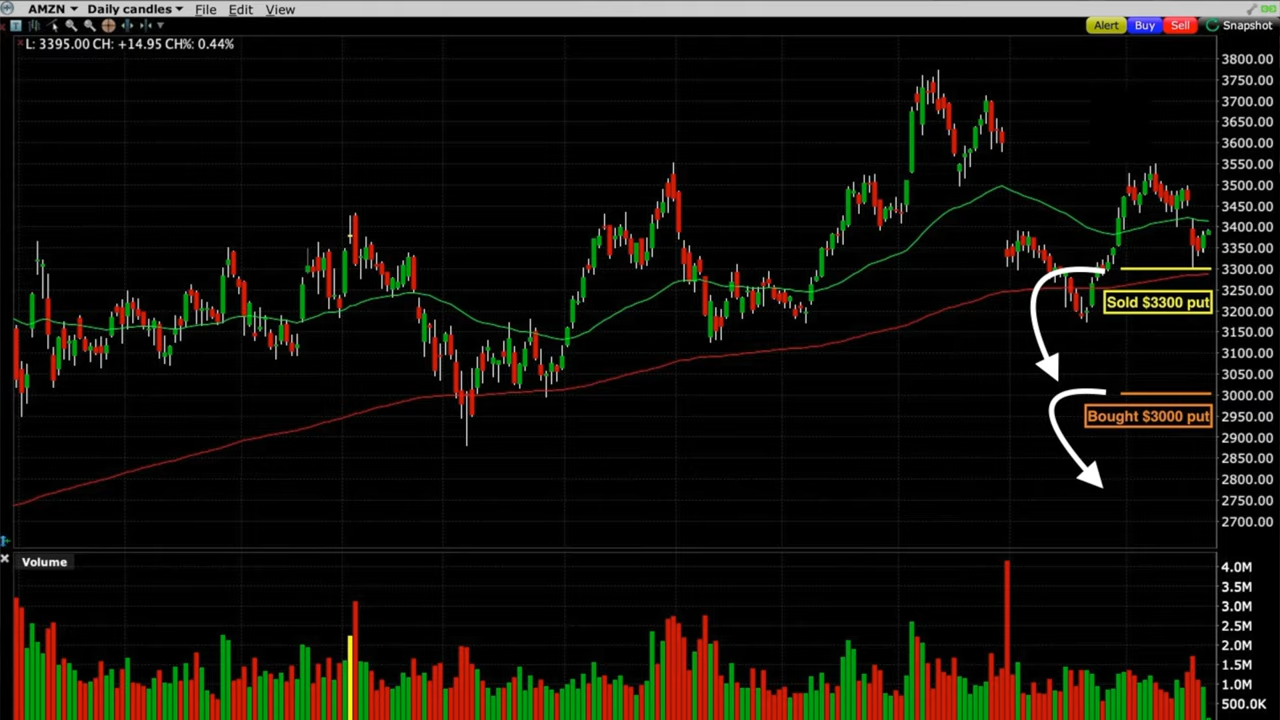 AMZN Daily candles File Edit View
T
Alert Buy Sell Snapshot
L: 3395.00 CH: +14.95 CH%: 0.44%
3800.00
3750.00
3700.00
3650.00
3600.00
3550.00
3500.00
3450.00
3400.00
3350.00
3300.00
3250.00
3200.00
3150.00
3100.00
3050.00
3000.00
2950.00
2900.00
2850.00
2800.00
2750.00
2700.00
Sold $3300 put
Bought $3000 put
Volume
4.0M
3.5M
3.0M
2.5M
2.0M
1.5M
1.0M
500.0K